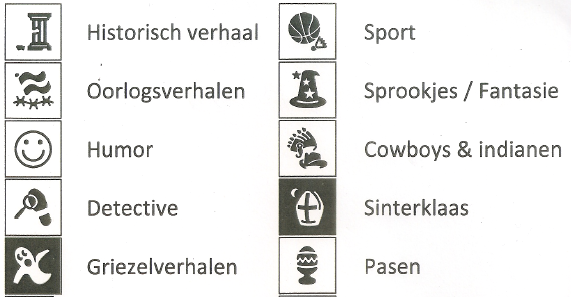 Historisch verhaal
Oorlogsverhalen
Humor
Detective
Griezelverhalen
Sport
Sprookjes / Fantasie
Cowboys & indianen
Sinterklaas
Pasen